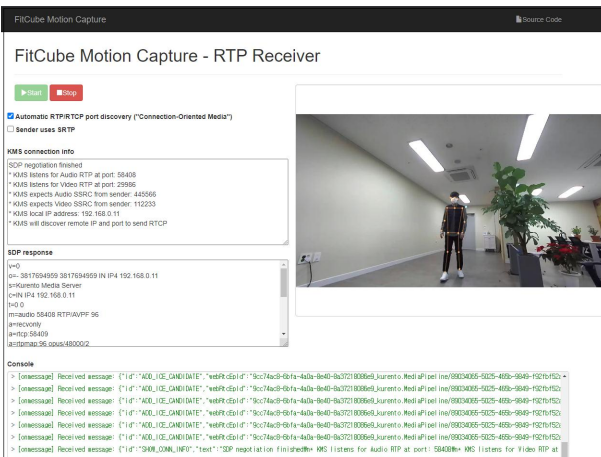 FitCube Motion Capture
Source Code
FitCube Motion Capture - RTP Receiver
Start
Stop
Automatic RTP/RTCP port discovery ("Connection-Oriented Media")
Sender uses SRTP
KMS connection info
SDP negotiation finished
* KMS listens for Audio RTP at port: 58408
* KMS listens for Video RTP at port: 29986
* KMS expects Audio SSRC from sender: 445566
* KMS expects Video SSRC from sender: 112233
* KMS local IP address: 192.168.0.11
* KMS will discover remote IP and port to send RTCP
SDP response
v=0
o=- 3817694959 3817694959 IN IP4 192.168.0.11
s=Kurento Media Server
c=IN IP4 192.168.0.11
t=0 0
m=audio 58408 RTP/AVPF 96
a=recvonly
a=rtcp:58409
a=rtpmap:96 opus/48000/2
Console
> [onmessage] Received message: {"id":"ADD_ICE_CANDIDATE","webRtcEpId":"9cc74ac8-6bfa-4a0a-8e40-8a37218086e9_kurento.MediaPipeline/89034065-5025-465b-9849-f92fbf52
> [onmessage] Received message: {"id":"ADD_ICE_CANDIDATE","webRtcEpId":"9cc74ac8-6bfa-4a0a-8e40-8a37218086e9_kurento.MediaPipeline/89034065-5025-465b-9849-f92fbf52
> [onmessage] Received message: {"id":"ADD_ICE_CANDIDATE","webRtcEpId":"9cc74ac8-6bfa-4a0a-8e40-8a37218086e9_kurento.MediaPipeline/89034065-5025-465b-9849-f92fbf52
> [onmessage] Received message: {"id":"ADD_ICE_CANDIDATE","webRtcEpId":"9cc74ac8-6bfa-4a0a-8e40-8a37218086e9_kurento.MediaPipeline/89034065-5025-465b-9849-f92fbf52
> [onmessage] Received message: {"id":"ADD_ICE_CANDIDATE","webRtcEpId":"9cc74ac8-6bfa-4a0a-8e40-8a37218086e9_kurento.MediaPipeline/89034065-5025-465b-9849-f92fbf52
> [onmessage] Received message: {"id":"SHOW_CONN_INFO","text":"SDP negotiation finished₩n* KMS listens for Audio RTP at port: 58408₩n* KMS listens for Video RTP at